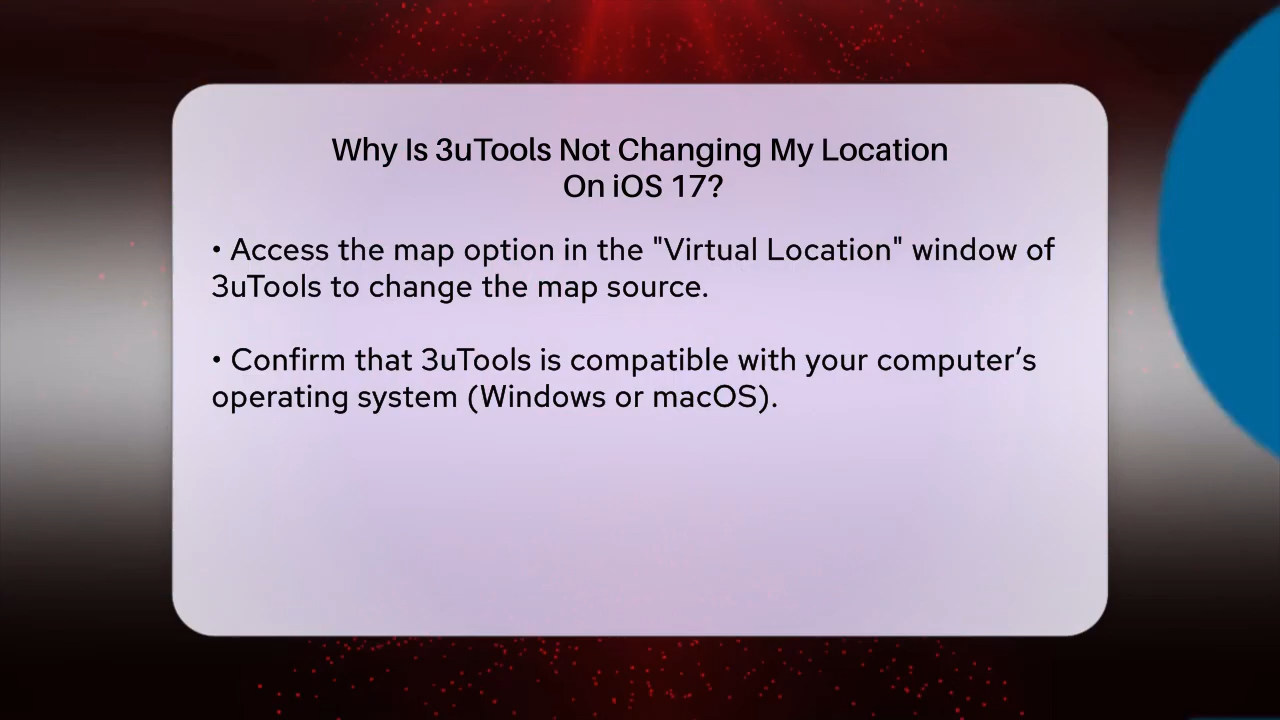 Why Is 3uTools Not Changing My Location
On iOS 17?
• Access the map option in the "Virtual Location" window of
3uTools to change the map source.
• Confirm that 3uTools is compatible with your computer’s
operating system (Windows or macOS).